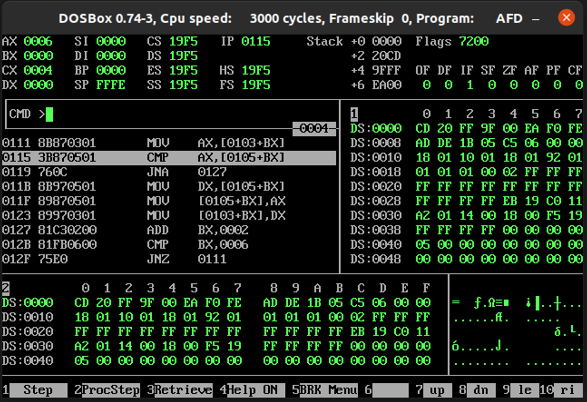 DOSBox 0.74-3, Cpu speed: 3000 cycles, Frameskip 0, Program: AFD
AX 0006 SI 0000 CS 19F5 IP 0115 Stack +0 0000 Flags 7200
BX 0000 DI 0000 DS 19F5 +2 20CD
CX 0004 BP 0000 ES 19F5 HS 19F5 +4 9FFF OF DF IF SF ZF AF PF CF
DX 0000 SP FFFE SS 19F5 FS 19F5 +6 EA00 0 0 1 0 0 0 0 0
CMD >
0004
1 0 1 2 3 4 5 6 7
DS:0000 CD 20 FF 9F 00 EA F0 FE
0111 8B870301 MOV AX,[0103+BX] DS:0008 AD DE 1B 05 C5 06 00 00
0115 3B870501 CMP AX,[0105+BX] DS:0010 18 01 10 01 18 01 92 01
0119 760C JNA 0127 DS:0018 01 01 01 00 02 FF FF FF
011B 8B970501 MOV DX,[0105+BX] DS:0020 FF FF FF FF FF FF FF FF
011F 89870501 MOV [0105+BX],AX DS:0028 FF FF FF FF EB 19 C0 11
0123 89970301 MOV [0103+BX],DX DS:0030 A2 01 14 00 18 00 F5 19
0127 81C30200 ADD BX,0002 DS:0038 FF FF FF FF 00 00 00 00
012B 81FB0600 CMP BX,0006 DS:0040 05 00 00 00 00 00 00 00
012F 75E0 JNZ 0111 DS:0048 00 00 00 00 00 00 00 00
2 0 1 2 3 4 5 6 7 8 9 A B C D E F
DS:0000 CD 20 FF 9F 00 EA F0 FE AD DE 1B 05 C5 06 00 00
DS:0010 18 01 10 01 18 01 92 01 01 01 01 00 02 FF FF FF
DS:0020 FF FF FF FF FF FF FF FF FF FF FF FF EB 19 C0 11
DS:0030 A2 01 14 00 18 00 F5 19 FF FF FF FF 00 00 00 00
DS:0040 05 00 00 00 00 00 00 00 00 00 00 00 00 00 00 00
1 Step 2 ProcStep 3 Retrieve 4 Help ON 5 BRK Menu 6 7 up 8 dn 9 le 10 ri